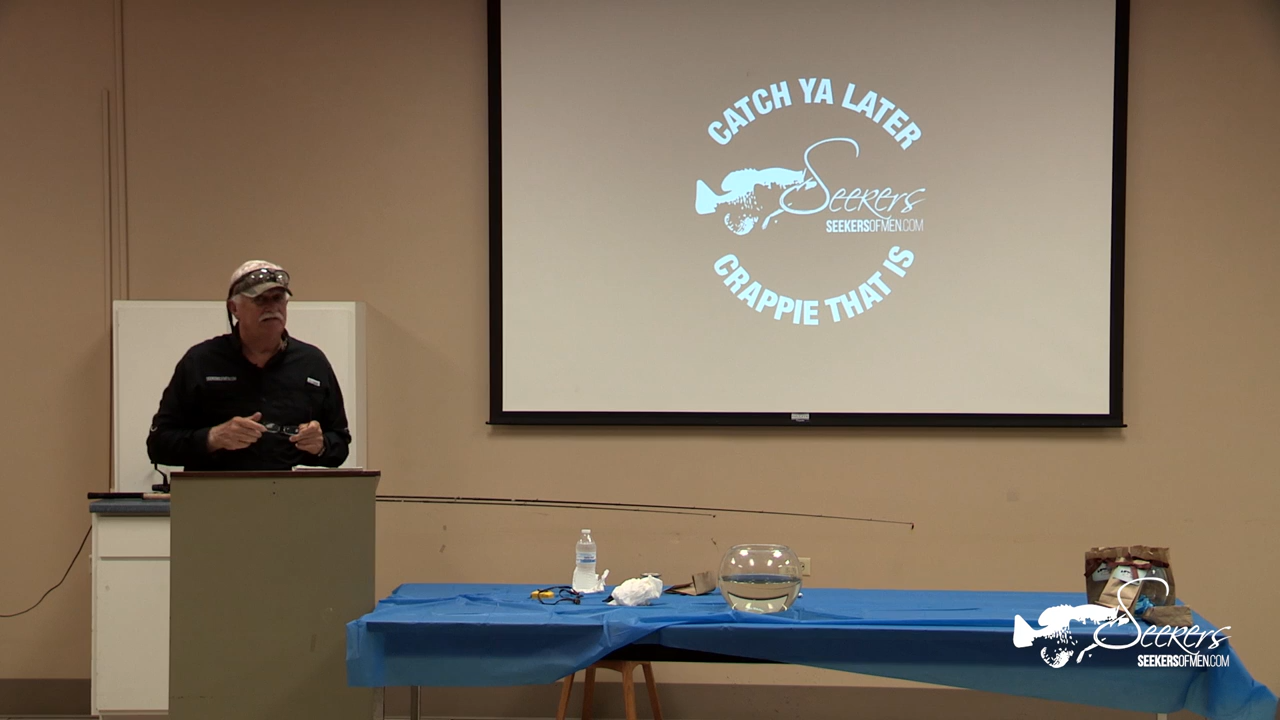 CATCH YA LATER
Seekers
SEEKERSOFMEN.COM
CRAPPIE THAT IS
Seekers
SEEKERSOFMEN.COM